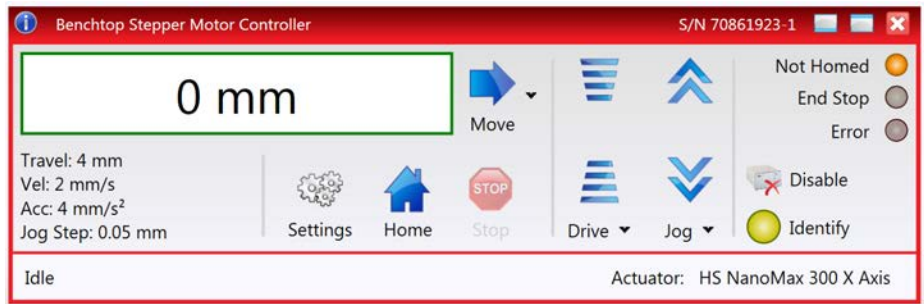 Benchtop Stepper Motor Controller S/N 70861923-1
0 mm
Move
Not Homed
End Stop
Error
Travel: 4 mm
Vel: 2 mm/s
Acc: 4 mm/s²
Jog Step: 0.05 mm
Settings
Home
STOP
Stop
Drive
Jog
Disable
Identify
Idle
Actuator: HS NanoMax 300 X Axis